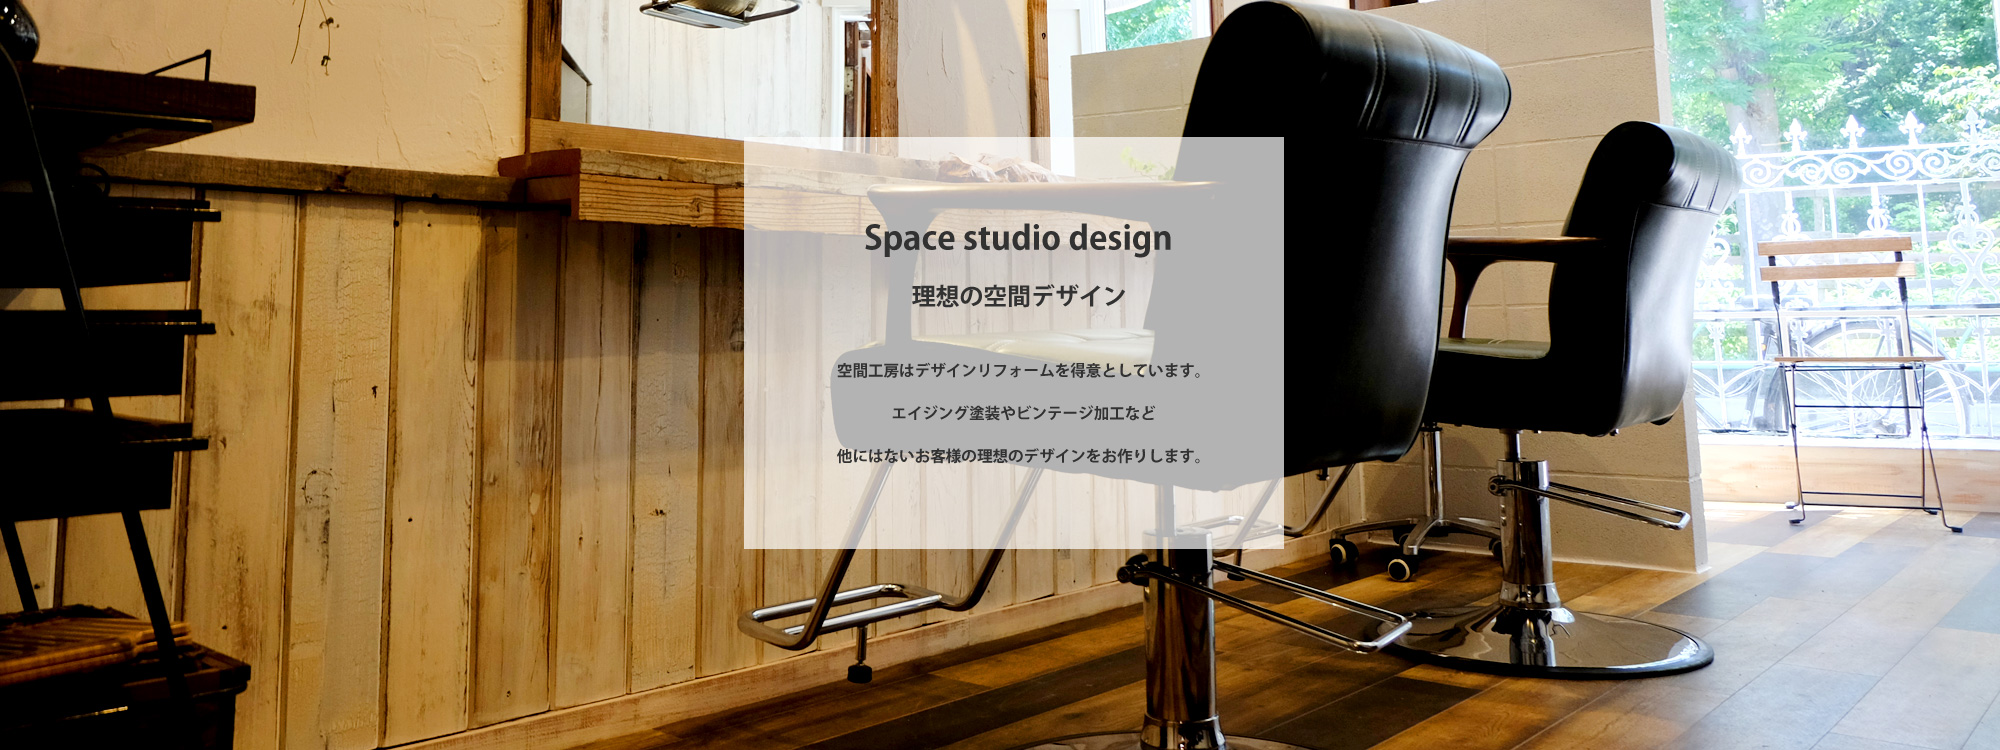 Space studio design
理想の空間デザイン
空間工房はデザインリフォームを得意としています。
エイジング塗装やビンテージ加工など
他にはないお客様の理想のデザインをお作りします。